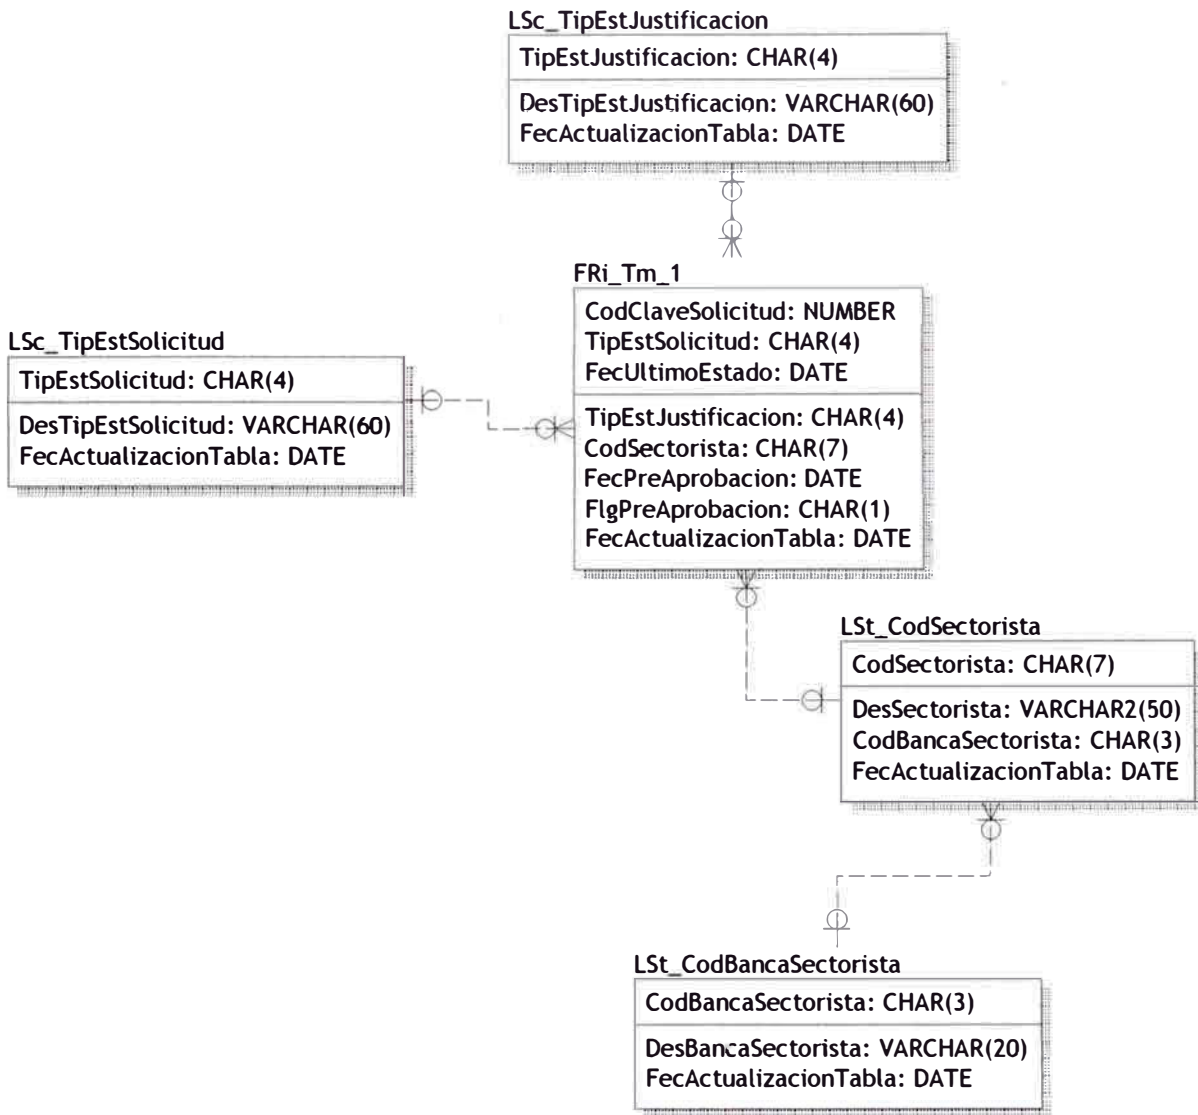 LSc_TipEstJustificacion
TipEstJustificacion: CHAR(4)
DesTipEstJustificacion: VARCHAR(60)
FecActualizacionTabla: DATE
FRi_Tm_1
CodClaveSolicitud: NUMBER
TipEstSolicitud: CHAR(4)
FecUltimoEstado: DATE
TipEstJustificacion: CHAR(4)
CodSectorista: CHAR(7)
FecPreAprobacion: DATE
FlgPreAprobacion: CHAR(1)
FecActualizacionTabla: DATE
LSc_TipEstSolicitud
TipEstSolicitud: CHAR(4)
DesTipEstSolicitud: VARCHAR(60)
FecActualizacionTabla: DATE
LSt_CodSectorista
CodSectorista: CHAR(7)
DesSectorista: VARCHAR2(50)
CodBancaSectorista: CHAR(3)
FecActualizacionTabla: DATE
LSt_CodBancaSectorista
CodBancaSectorista: CHAR(3)
DesBancaSectorista: VARCHAR(20)
FecActualizacionTabla: DATE